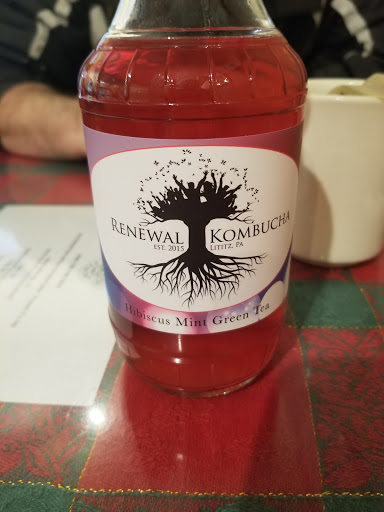 RENEWAL KOMBUCHA
EST. 2015 LITITZ, PA
Hibiscus Mint Green Tea